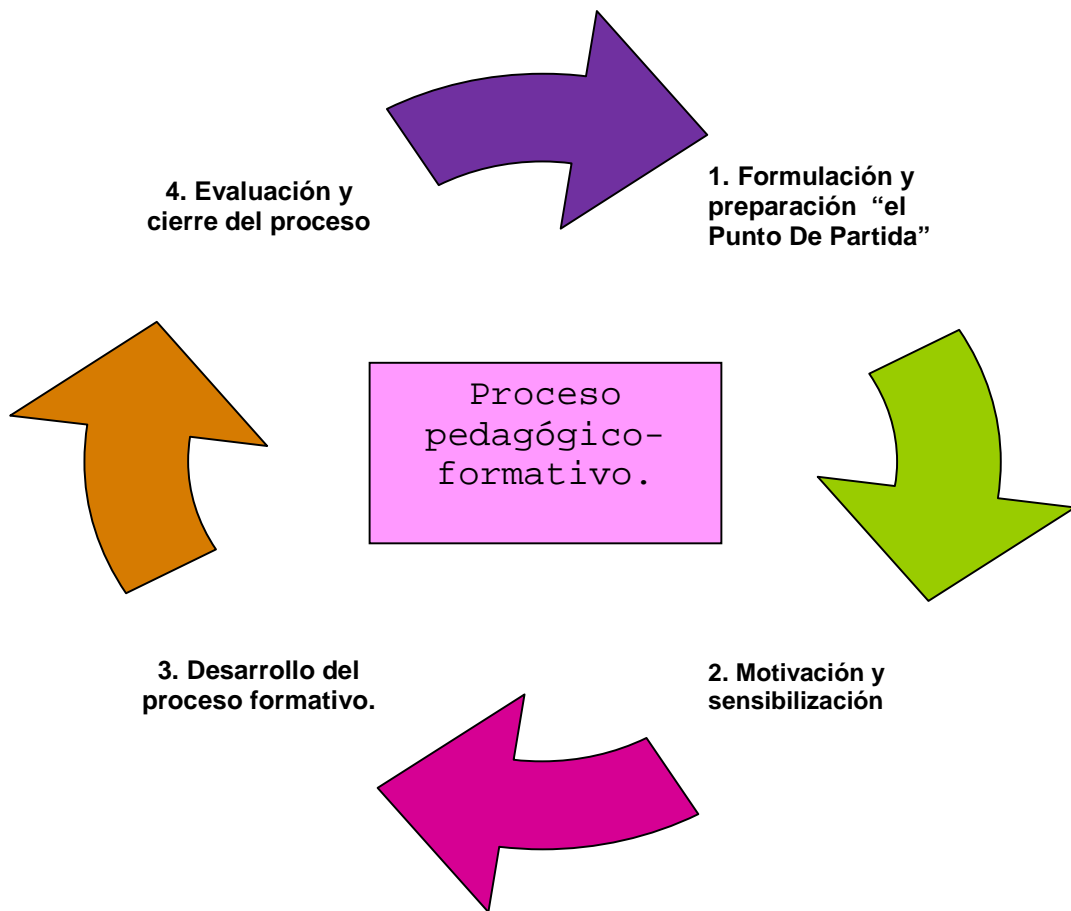 1. Formulación y
preparación “el
Punto De Partida”
2. Motivación y
sensibilización
3. Desarrollo del
proceso formativo.
4. Evaluación y
cierre del proceso
Proceso
pedagógico-
formativo.